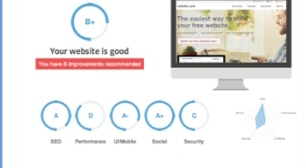 B+
Your website is good
You have 8 improvements recommended
The easiest way to build
your free website.
A
D
A-
A+
C
SEO
Performance
UI/Mobile
Social
Security